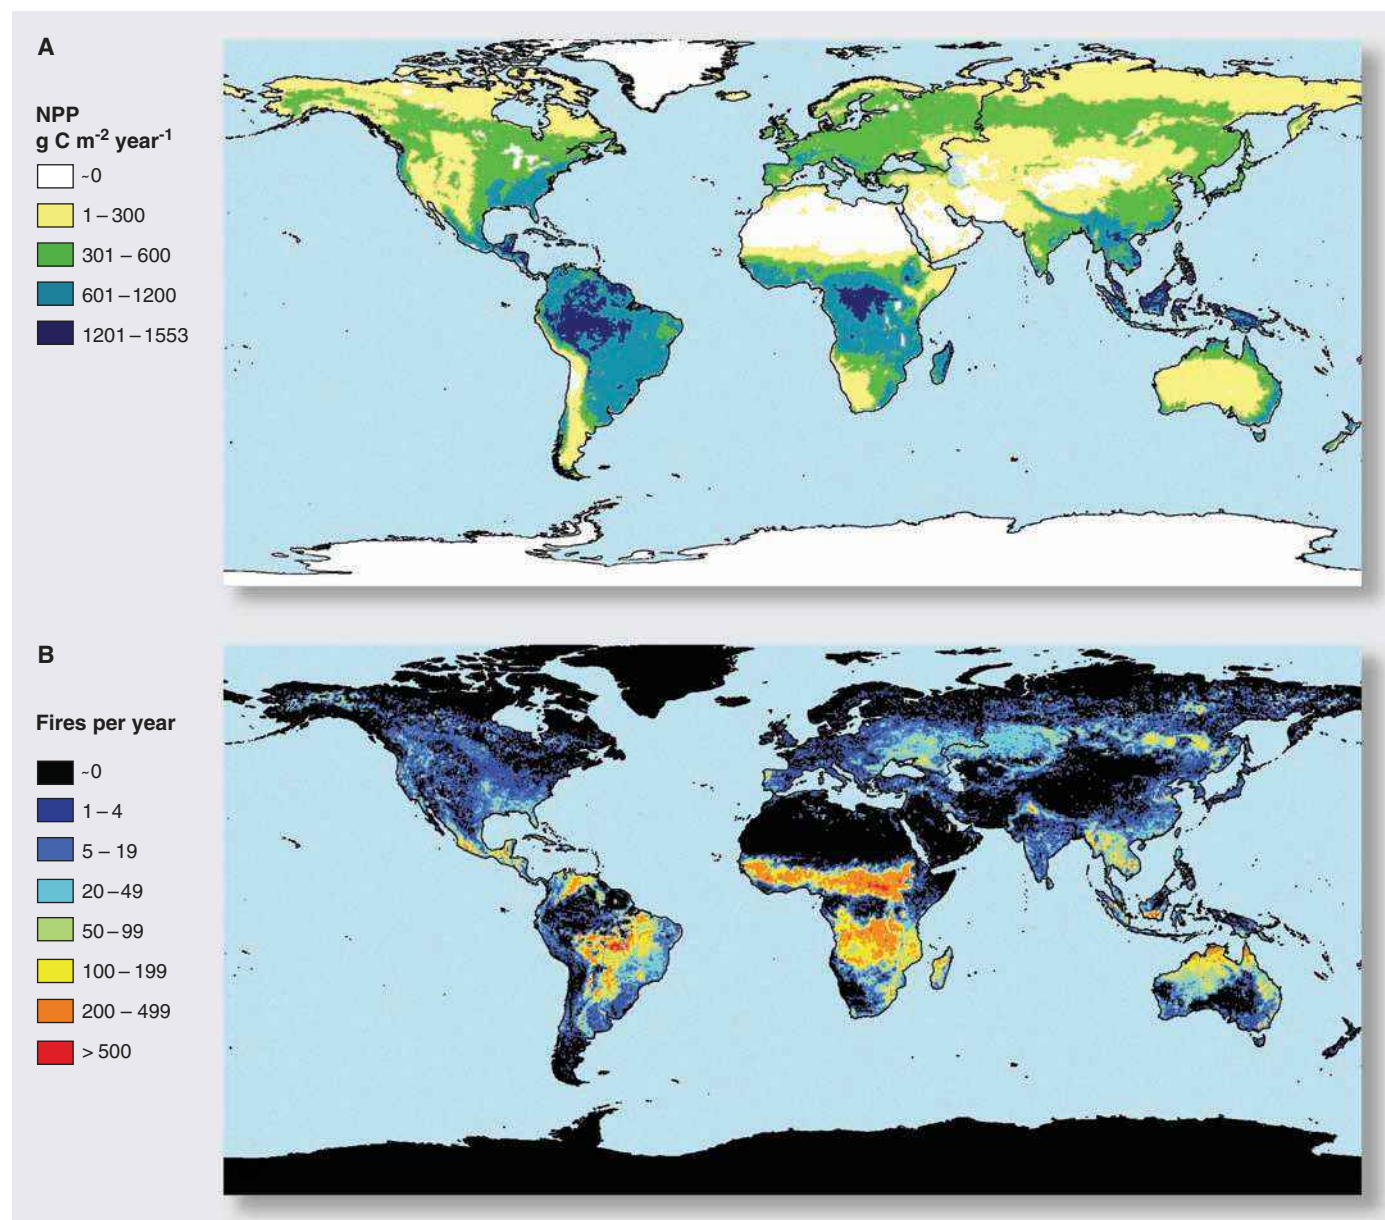 A
NPP
g C m⁻² year⁻¹
~0
1 – 300
301 – 600
601 – 1200
1201 – 1553
B
Fires per year
~0
1 – 4
5 – 19
20 – 49
50 – 99
100 – 199
200 – 499
> 500